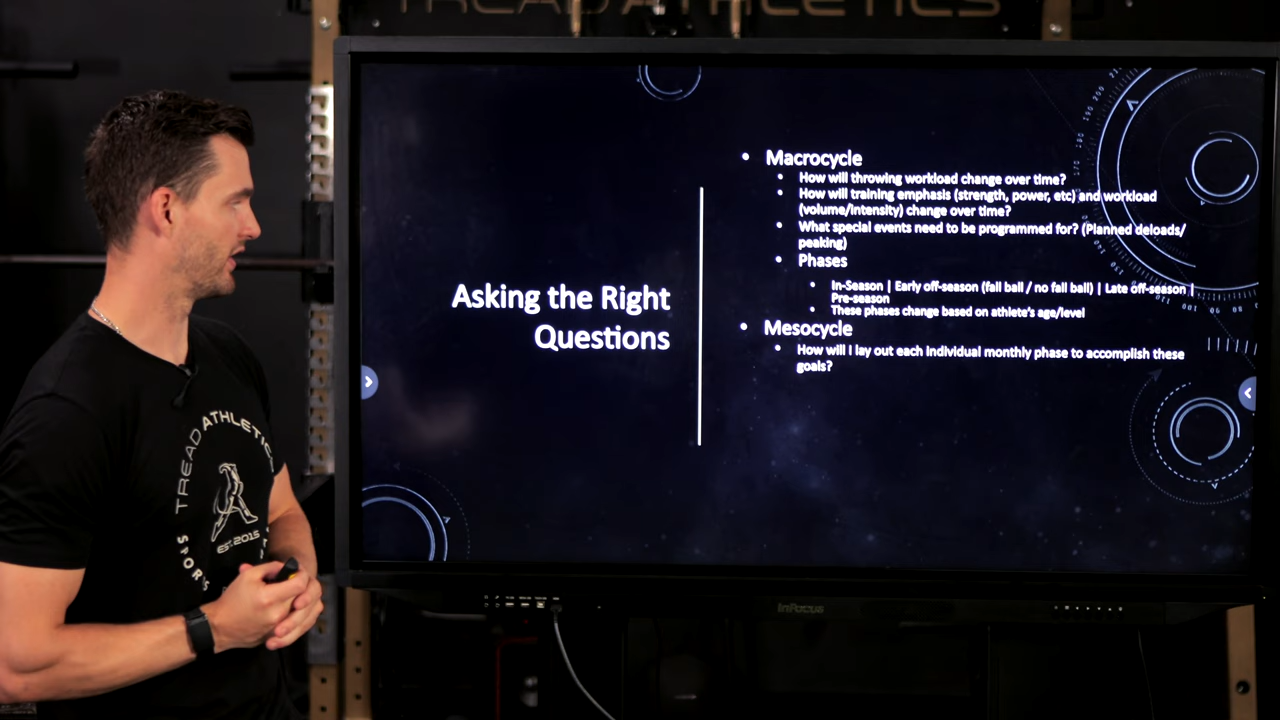 TREAD ATHLETICS
Asking the Right
Questions
• Macrocycle
• How will throwing workload change over time?
• How will training emphasis (strength, power, etc) and workload
(volume/intensity) change over time?
• What special events need to be programmed for? (Planned deloads/
peaking)
• Phases
• In-Season | Early off-season (fall ball / no fall ball) | Late off-season |
Pre-season
• These phases change based on athlete's age/level
• Mesocycle
• How will I lay out each individual monthly phase to accomplish these
goals?
TREAD ATHLETICS
EST. 2015
InFocus